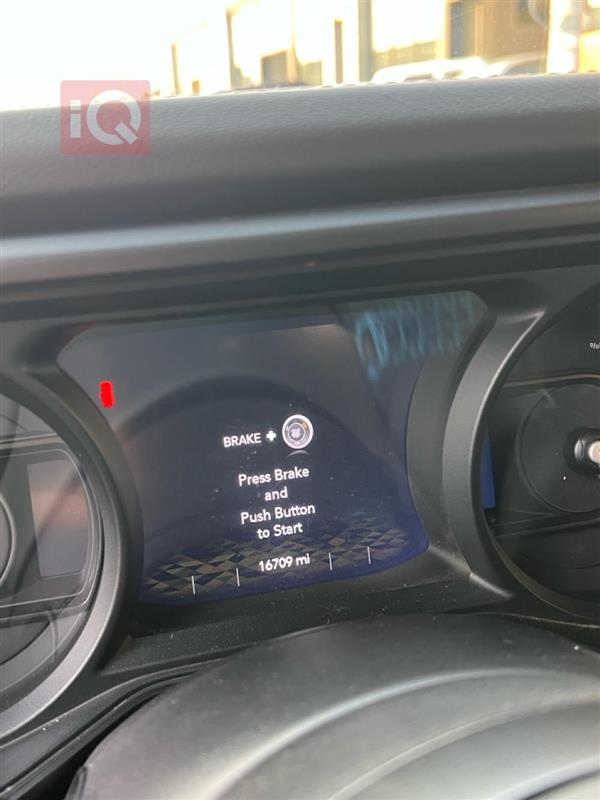 iQ
BRAKE +
Press Brake
and
Push Button
to Start
16709 mi